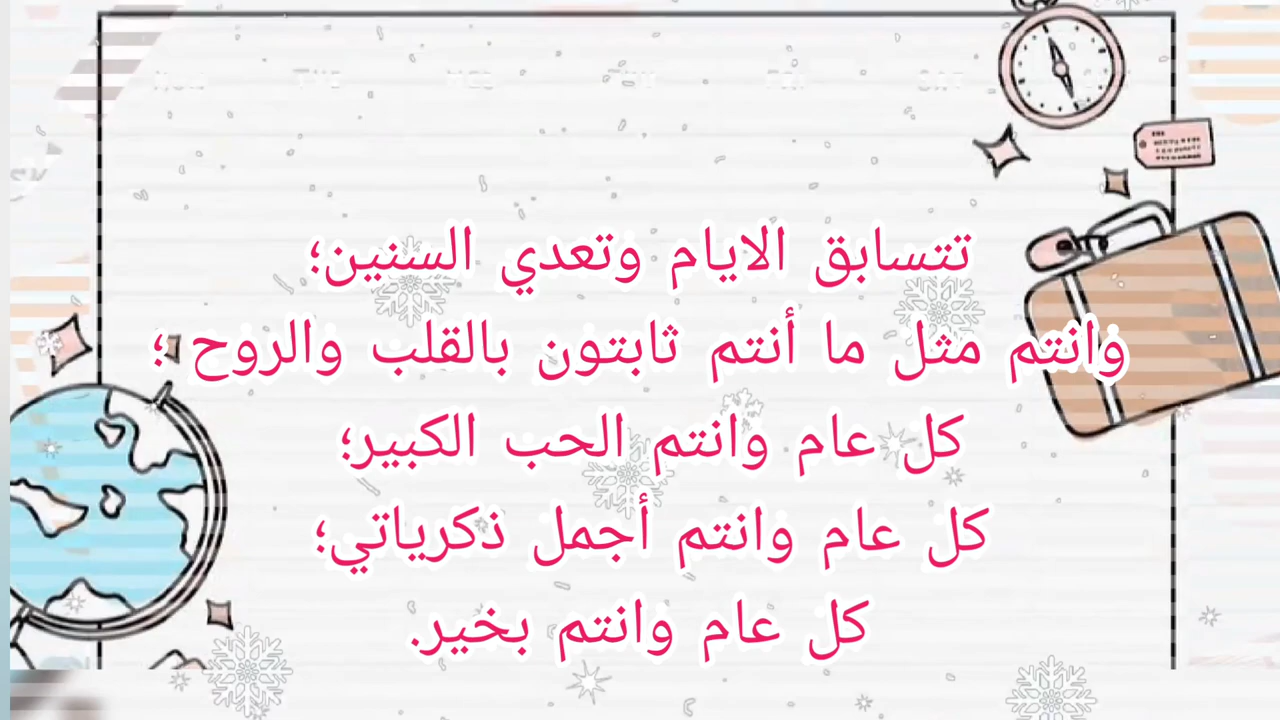 تتسابق الايام وتعدي السنين؛
وانتم مثل ما أنتم ثابتون بالقلب والروح ؛
كل عام وانتم الحب الكبير؛
كل عام وانتم أجمل ذكرياتي؛
كل عام وانتم بخير.